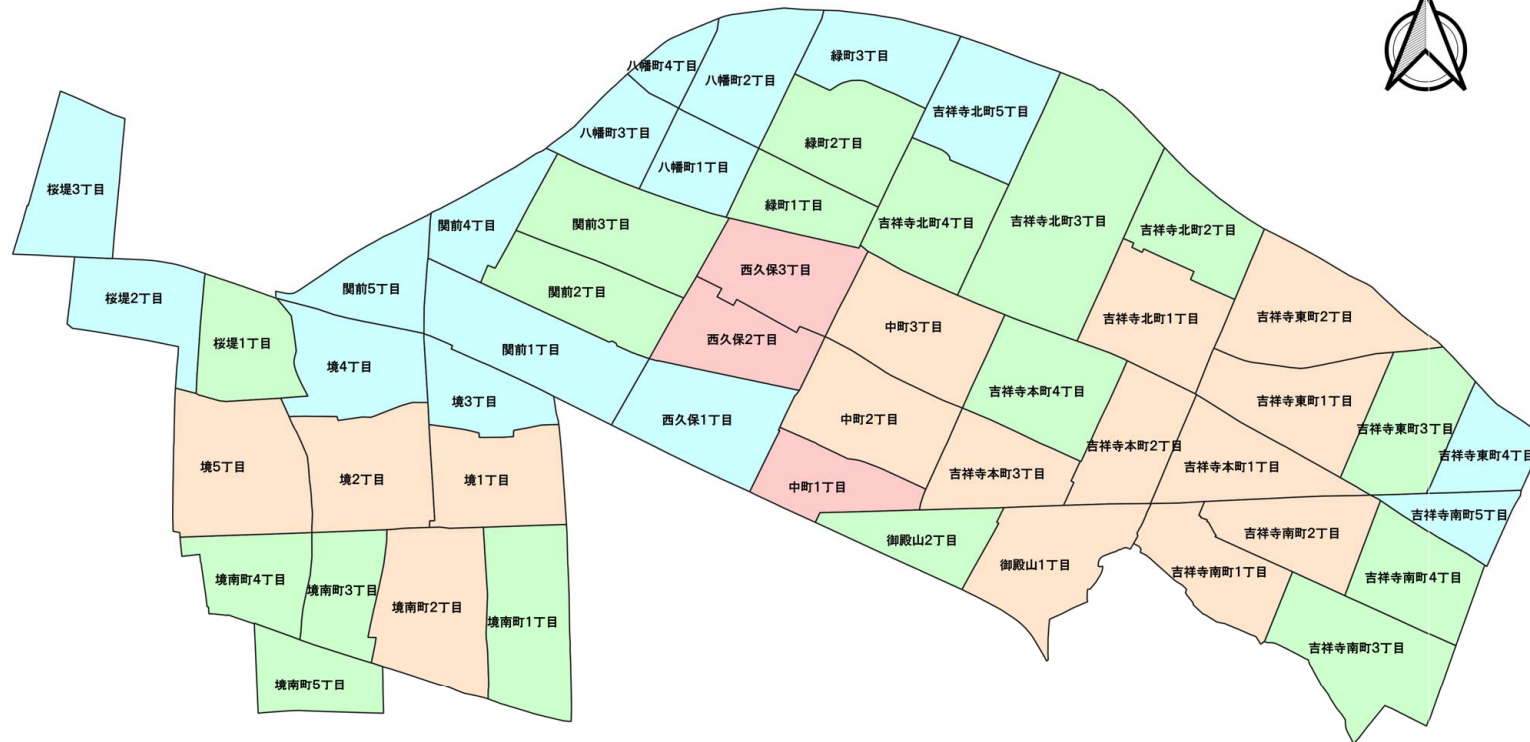 八幡町4丁目
八幡町2丁目
緑町3丁目
吉祥寺北町5丁目
八幡町3丁目
八幡町1丁目
緑町2丁目
桜堤3丁目
緑町1丁目
関前4丁目
関前3丁目
吉祥寺北町4丁目
吉祥寺北町3丁目
吉祥寺北町2丁目
西久保3丁目
関前5丁目
関前2丁目
桜堤2丁目
吉祥寺北町1丁目
吉祥寺東町2丁目
中町3丁目
桜堤1丁目
関前1丁目
西久保2丁目
境4丁目
吉祥寺本町4丁目
境3丁目
吉祥寺東町1丁目
西久保1丁目
中町2丁目
吉祥寺東町3丁目
吉祥寺本町2丁目
吉祥寺東町4丁目
境5丁目
境2丁目
境1丁目
吉祥寺本町3丁目
吉祥寺本町1丁目
中町1丁目
吉祥寺南町5丁目
御殿山2丁目
吉祥寺南町2丁目
御殿山1丁目
吉祥寺南町1丁目
吉祥寺南町4丁目
境南町4丁目
境南町3丁目
境南町2丁目
境南町1丁目
吉祥寺南町3丁目
境南町5丁目